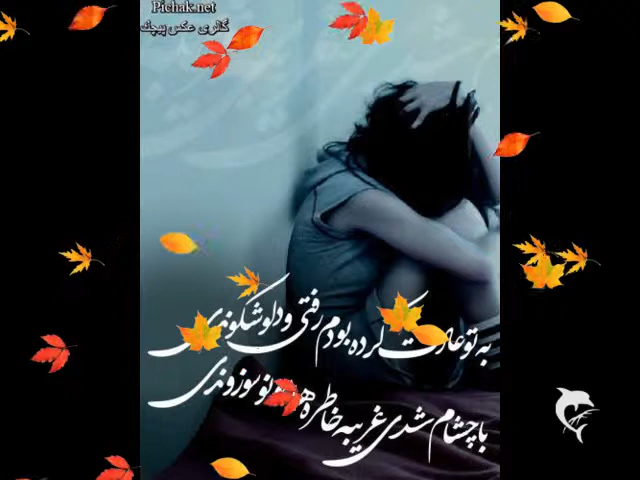 Pichak.net
گالری عکس پیچک
به تو عادت کرده بودم رفتی و دلو شکوندی
با چشام شدی غریبه خاطره هامونو سوزوندی